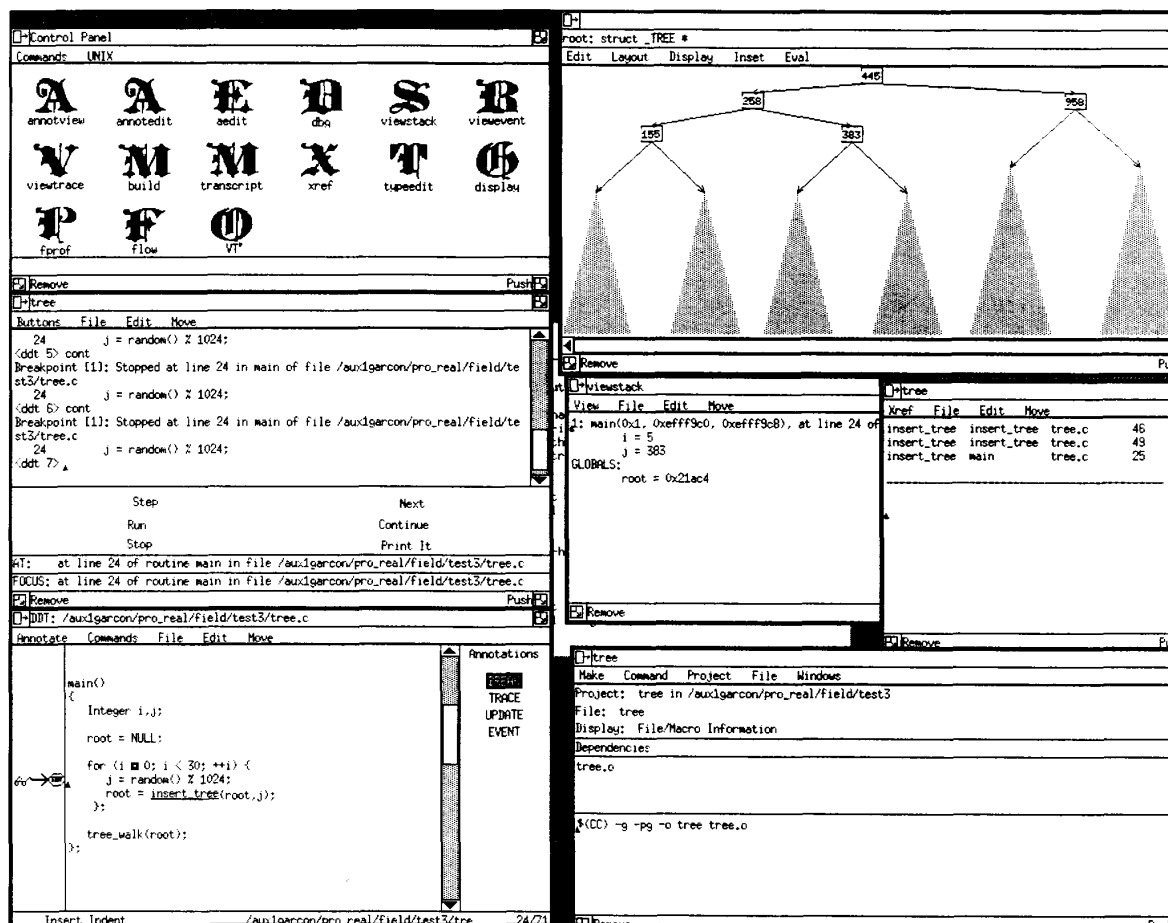 Control Panel
Commands UNIX
annotview annotedit aedit dbg viewstack viewevent
viewtrace build transcript xref typeedit display
fprof flow VT
Remove Push
tree
Buttons File Edit Move
24 j = random() % 1024;
<ddt 5> cont
Breakpoint [1]: Stopped at line 24 in main of file /aux1garcon/pro_real/field/te
st3/tree.c
24 j = random() % 1024;
<ddt 6> cont
Breakpoint [1]: Stopped at line 24 in main of file /aux1garcon/pro_real/field/te
st3/tree.c
24 j = random() % 1024;
<ddt 7>
Step Next
Run Continue
Stop Print It
AT: at line 24 of routine main in file /aux1garcon/pro_real/field/test3/tree.c
FOCUS: at line 24 of routine main in file /aux1garcon/pro_real/field/test3/tree.c
Remove Push
DDT: /aux1garcon/pro_real/field/test3/tree.c
Annotate Commands File Edit Move
main()
{
Integer i,j;
root = NULL;
for (i = 0; i < 30; ++i) {
j = random() % 1024;
root = insert_tree(root,j);
};
tree_walk(root);
};
Annotations
TRACE
UPDATE
EVENT
Insert Indent /aux1garcon/pro_real/field/test3/tre 24/71
root: struct _TREE *
Edit Layout Display Inset Eval
445
258 958
155 383
Remove Pu
viewstack
View File Edit Move
1: main(0x1, 0xefff9c0, 0xefff9c8), at line 24 of
i = 5
j = 383
GLOBALS:
root = 0x21ac4
Remove
tree
Xref File Edit Move
insert_tree insert_tree tree.c 46
insert_tree insert_tree tree.c 49
insert_tree main tree.c 25
Remove Pu
tree
Make Command Project File Windows
Project: tree in /aux1garcon/pro_real/field/test3
File: tree
Display: File/Macro Information
Dependencies
tree.o
$(CC) -g -pg -o tree tree.o
Remove